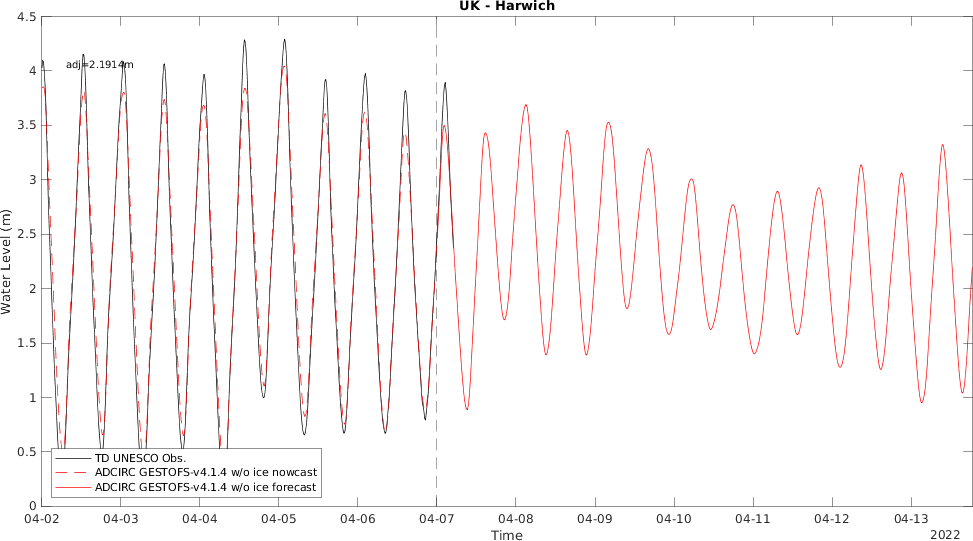 UK - Harwich
4.5
4
3.5
3
2.5
2
1.5
1
0.5
0
Water Level (m)
adj=2.1914m
TD UNESCO Obs.
ADCIRC GESTOFS-v4.1.4 w/o ice nowcast
ADCIRC GESTOFS-v4.1.4 w/o ice forecast
04-02 04-03 04-04 04-05 04-06 04-07 04-08 04-09 04-10 04-11 04-12 04-13
Time
2022